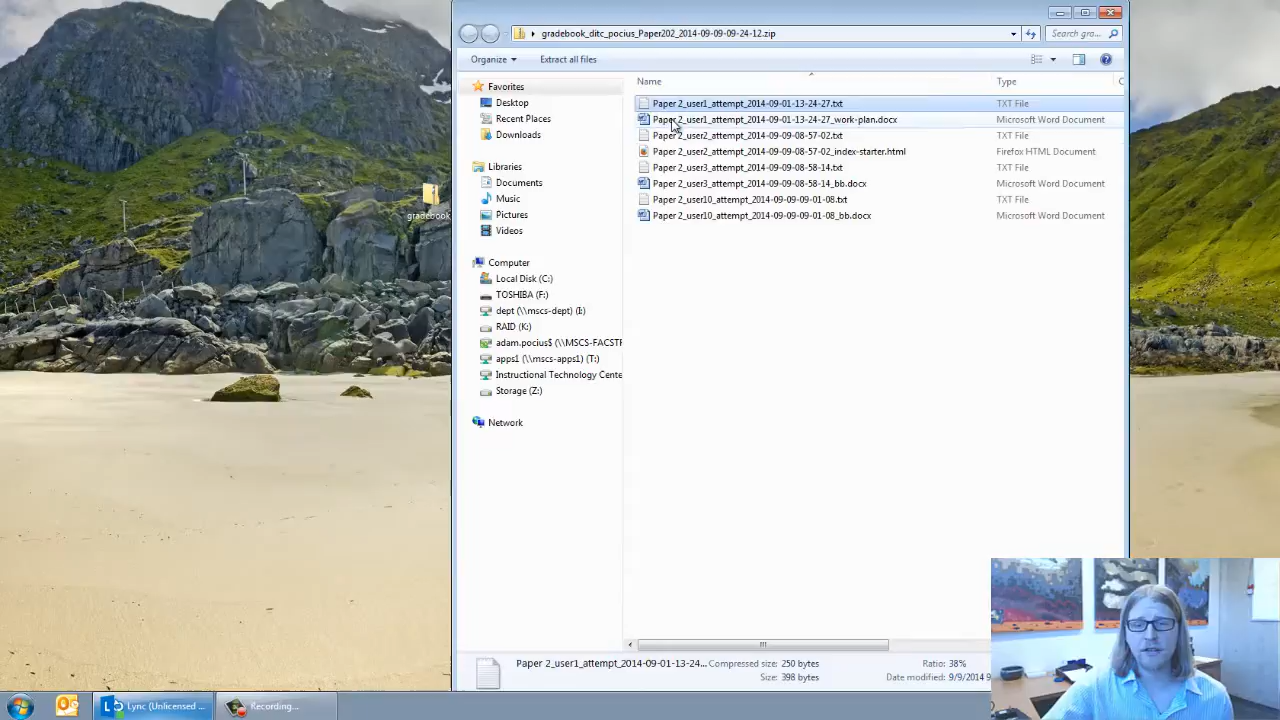 gradebook_ditc_pocius_Paper202_2014-09-09-09-24-12.zip
Search gra...
Organize
Extract all files
Favorites
Desktop
Recent Places
Downloads
Libraries
Documents
Music
Pictures
Videos
Computer
Local Disk (C:)
TOSHIBA (F:)
dept (\\mscs-dept) (I:)
RAID (K:)
adam.pocius$ (\\MSCS-FACSTF
apps1 (\\mscs-apps1) (T:)
Instructional Technology Cente
Storage (Z:)
Network
Name Type
Paper 2_user1_attempt_2014-09-01-13-24-27.txt TXT File
Paper 2_user1_attempt_2014-09-01-13-24-27_work-plan.docx Microsoft Word Document
Paper 2_user2_attempt_2014-09-09-08-57-02.txt TXT File
Paper 2_user2_attempt_2014-09-09-08-57-02_index-starter.html Firefox HTML Document
Paper 2_user3_attempt_2014-09-09-08-58-14.txt TXT File
Paper 2_user3_attempt_2014-09-09-08-58-14_bb.docx Microsoft Word Document
Paper 2_user10_attempt_2014-09-09-09-01-08.txt TXT File
Paper 2_user10_attempt_2014-09-09-09-01-08_bb.docx Microsoft Word Document
gradebook
Paper 2_user1_attempt_2014-09-01-13-24... Compressed size: 250 bytes Ratio: 38%
Size: 398 bytes Date modified: 9/9/2014 9
Lync (Unlicensed ...
Recording...